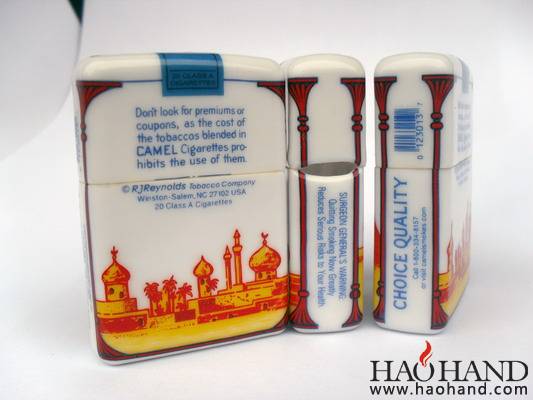 20 CLASS A
CIGARETTES
Don't look for premiums or
coupons, as the cost of
the tobaccos blended in
CAMEL Cigarettes pro-
hibits the use of them.
© RJReynolds Tobacco Company
Winston-Salem, NC 27102 USA
20 Class A Cigarettes
SURGEON GENERAL'S WARNING:
Quitting Smoking Now Greatly
Reduces Serious Risks to Your Health.
0 123013 7
CHOICE QUALITY
Call 1-800-334-8157
or visit camelsmokes.com
HAOHAND
www.haohand.com